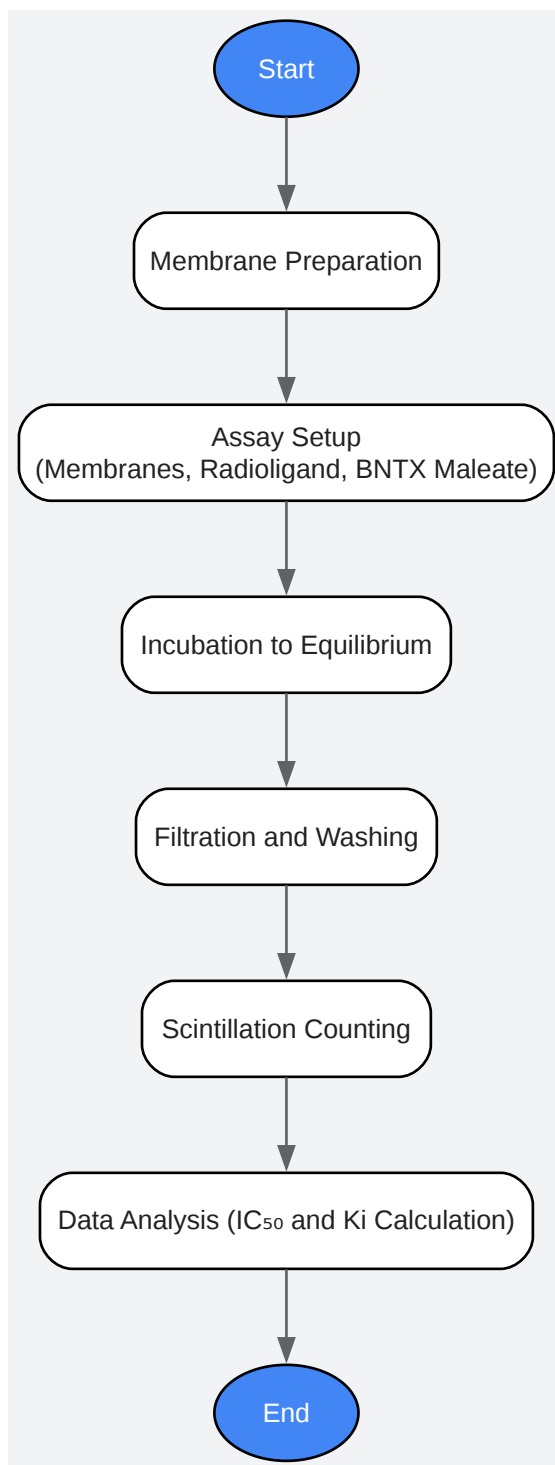 Start
Membrane Preparation
Assay Setup
(Membranes, Radioligand, BNTX Maleate)
Incubation to Equilibrium
Filtration and Washing
Scintillation Counting
Data Analysis (IC₅₀ and Ki Calculation)
End